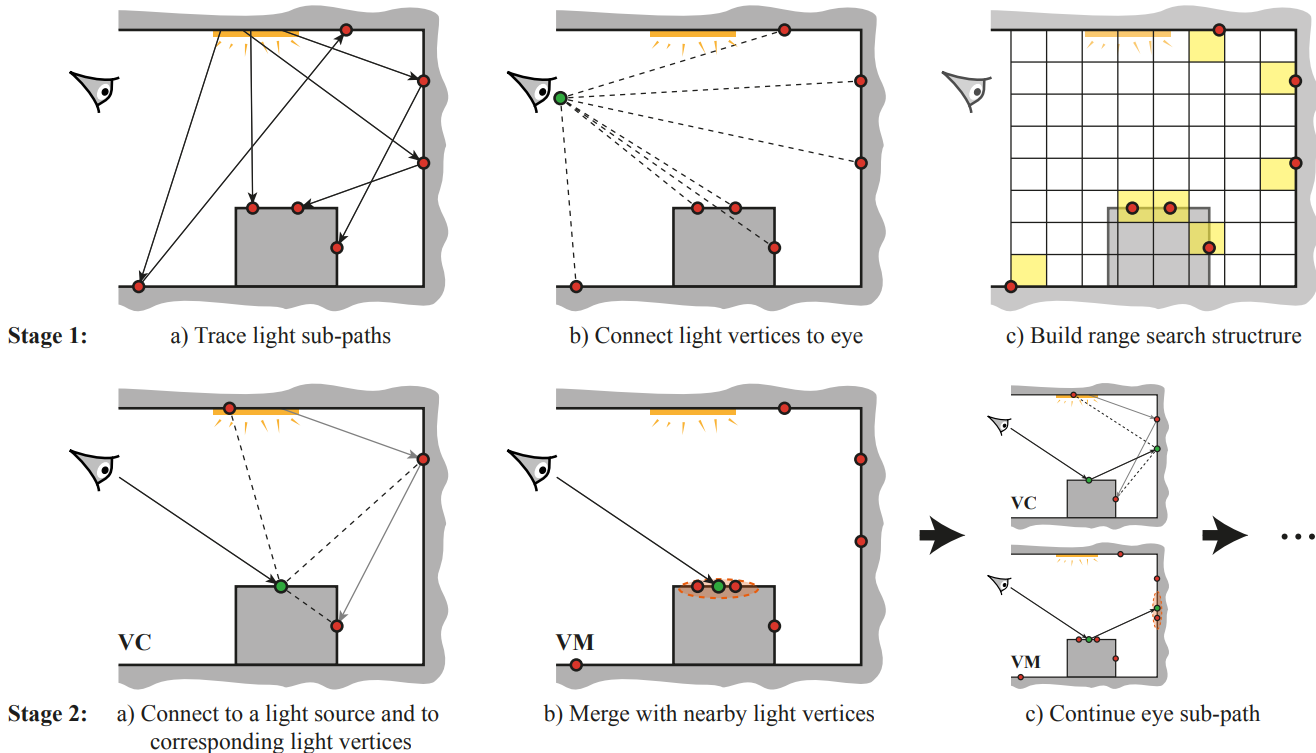 Stage 1:
a) Trace light sub-paths
b) Connect light vertices to eye
c) Build range search structrure
VC
VM
VC
VM
Stage 2:
a) Connect to a light source and to
corresponding light vertices
b) Merge with nearby light vertices
c) Continue eye sub-path